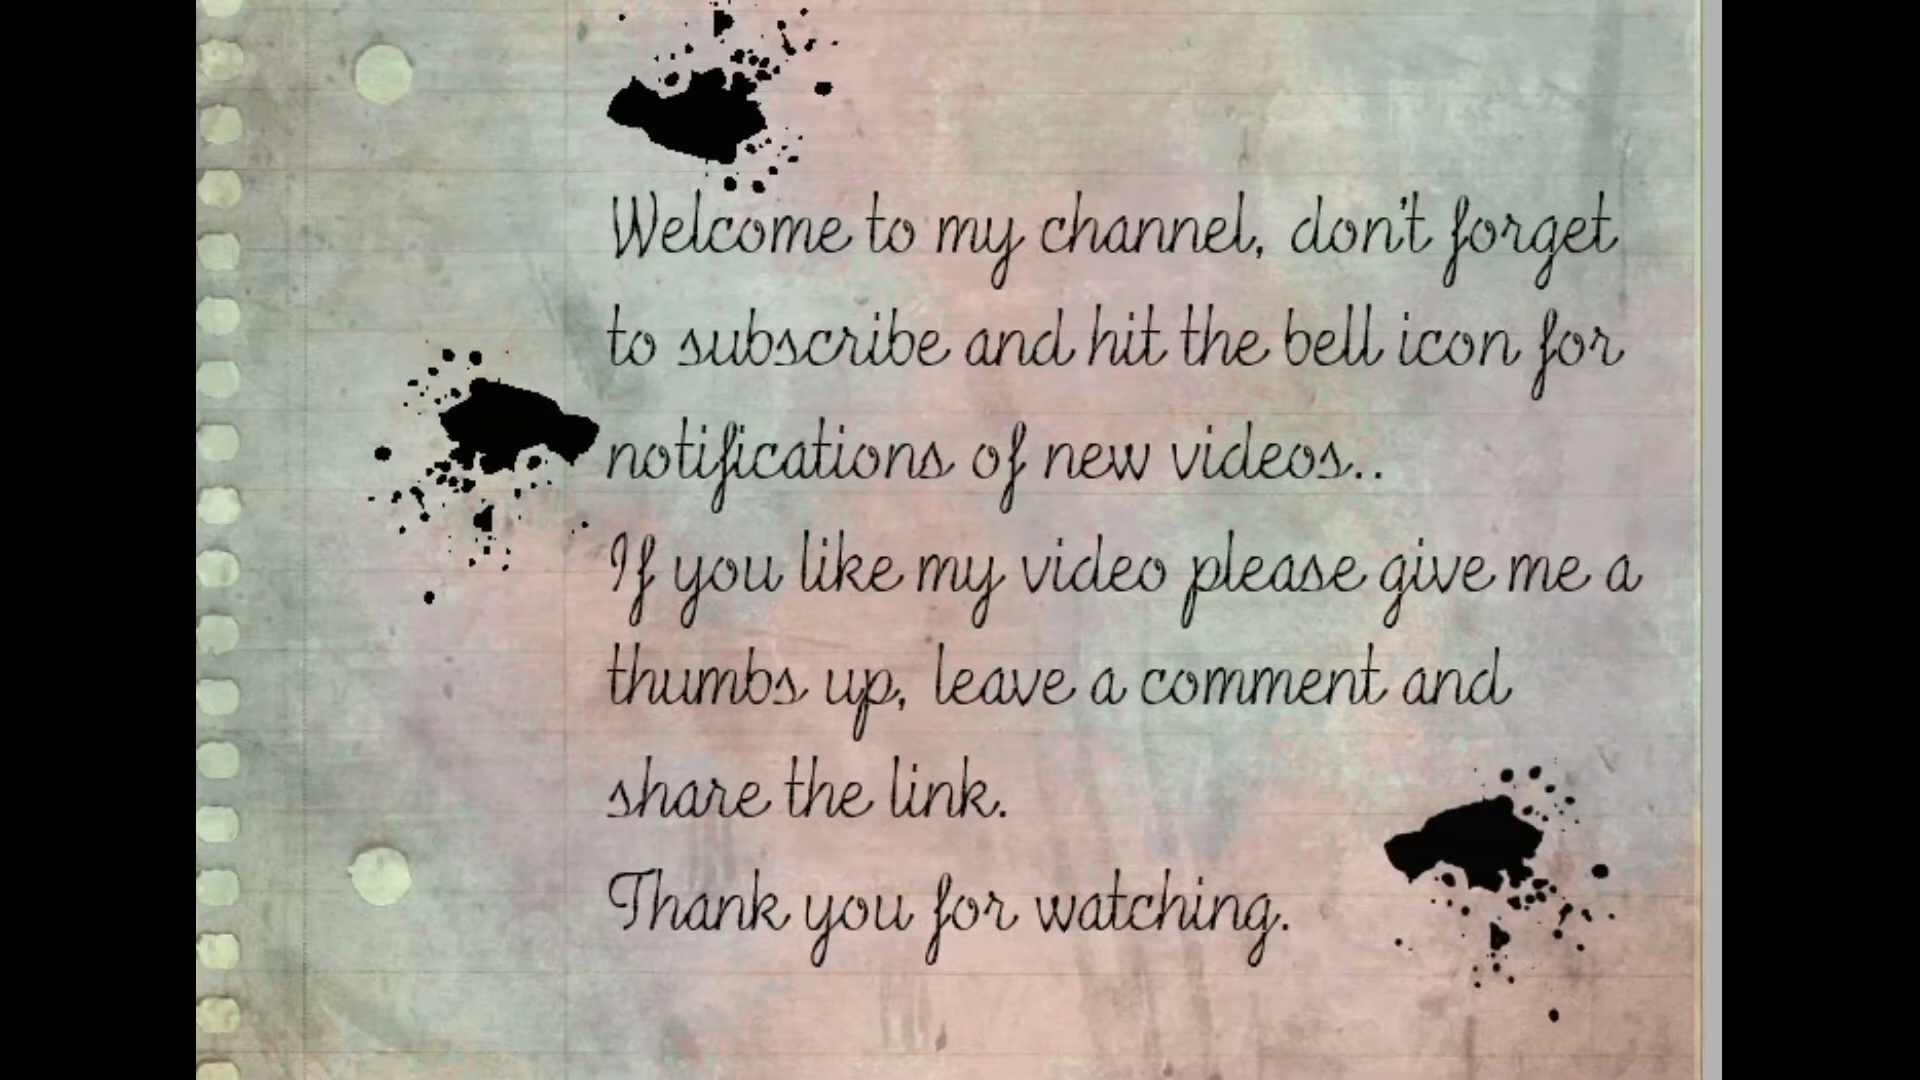 Welcome to my channel, don't forget
to subscribe and hit the bell icon for
notifications of new videos..
If you like my video please give me a
thumbs up, leave a comment and
share the link.
Thank you for watching.